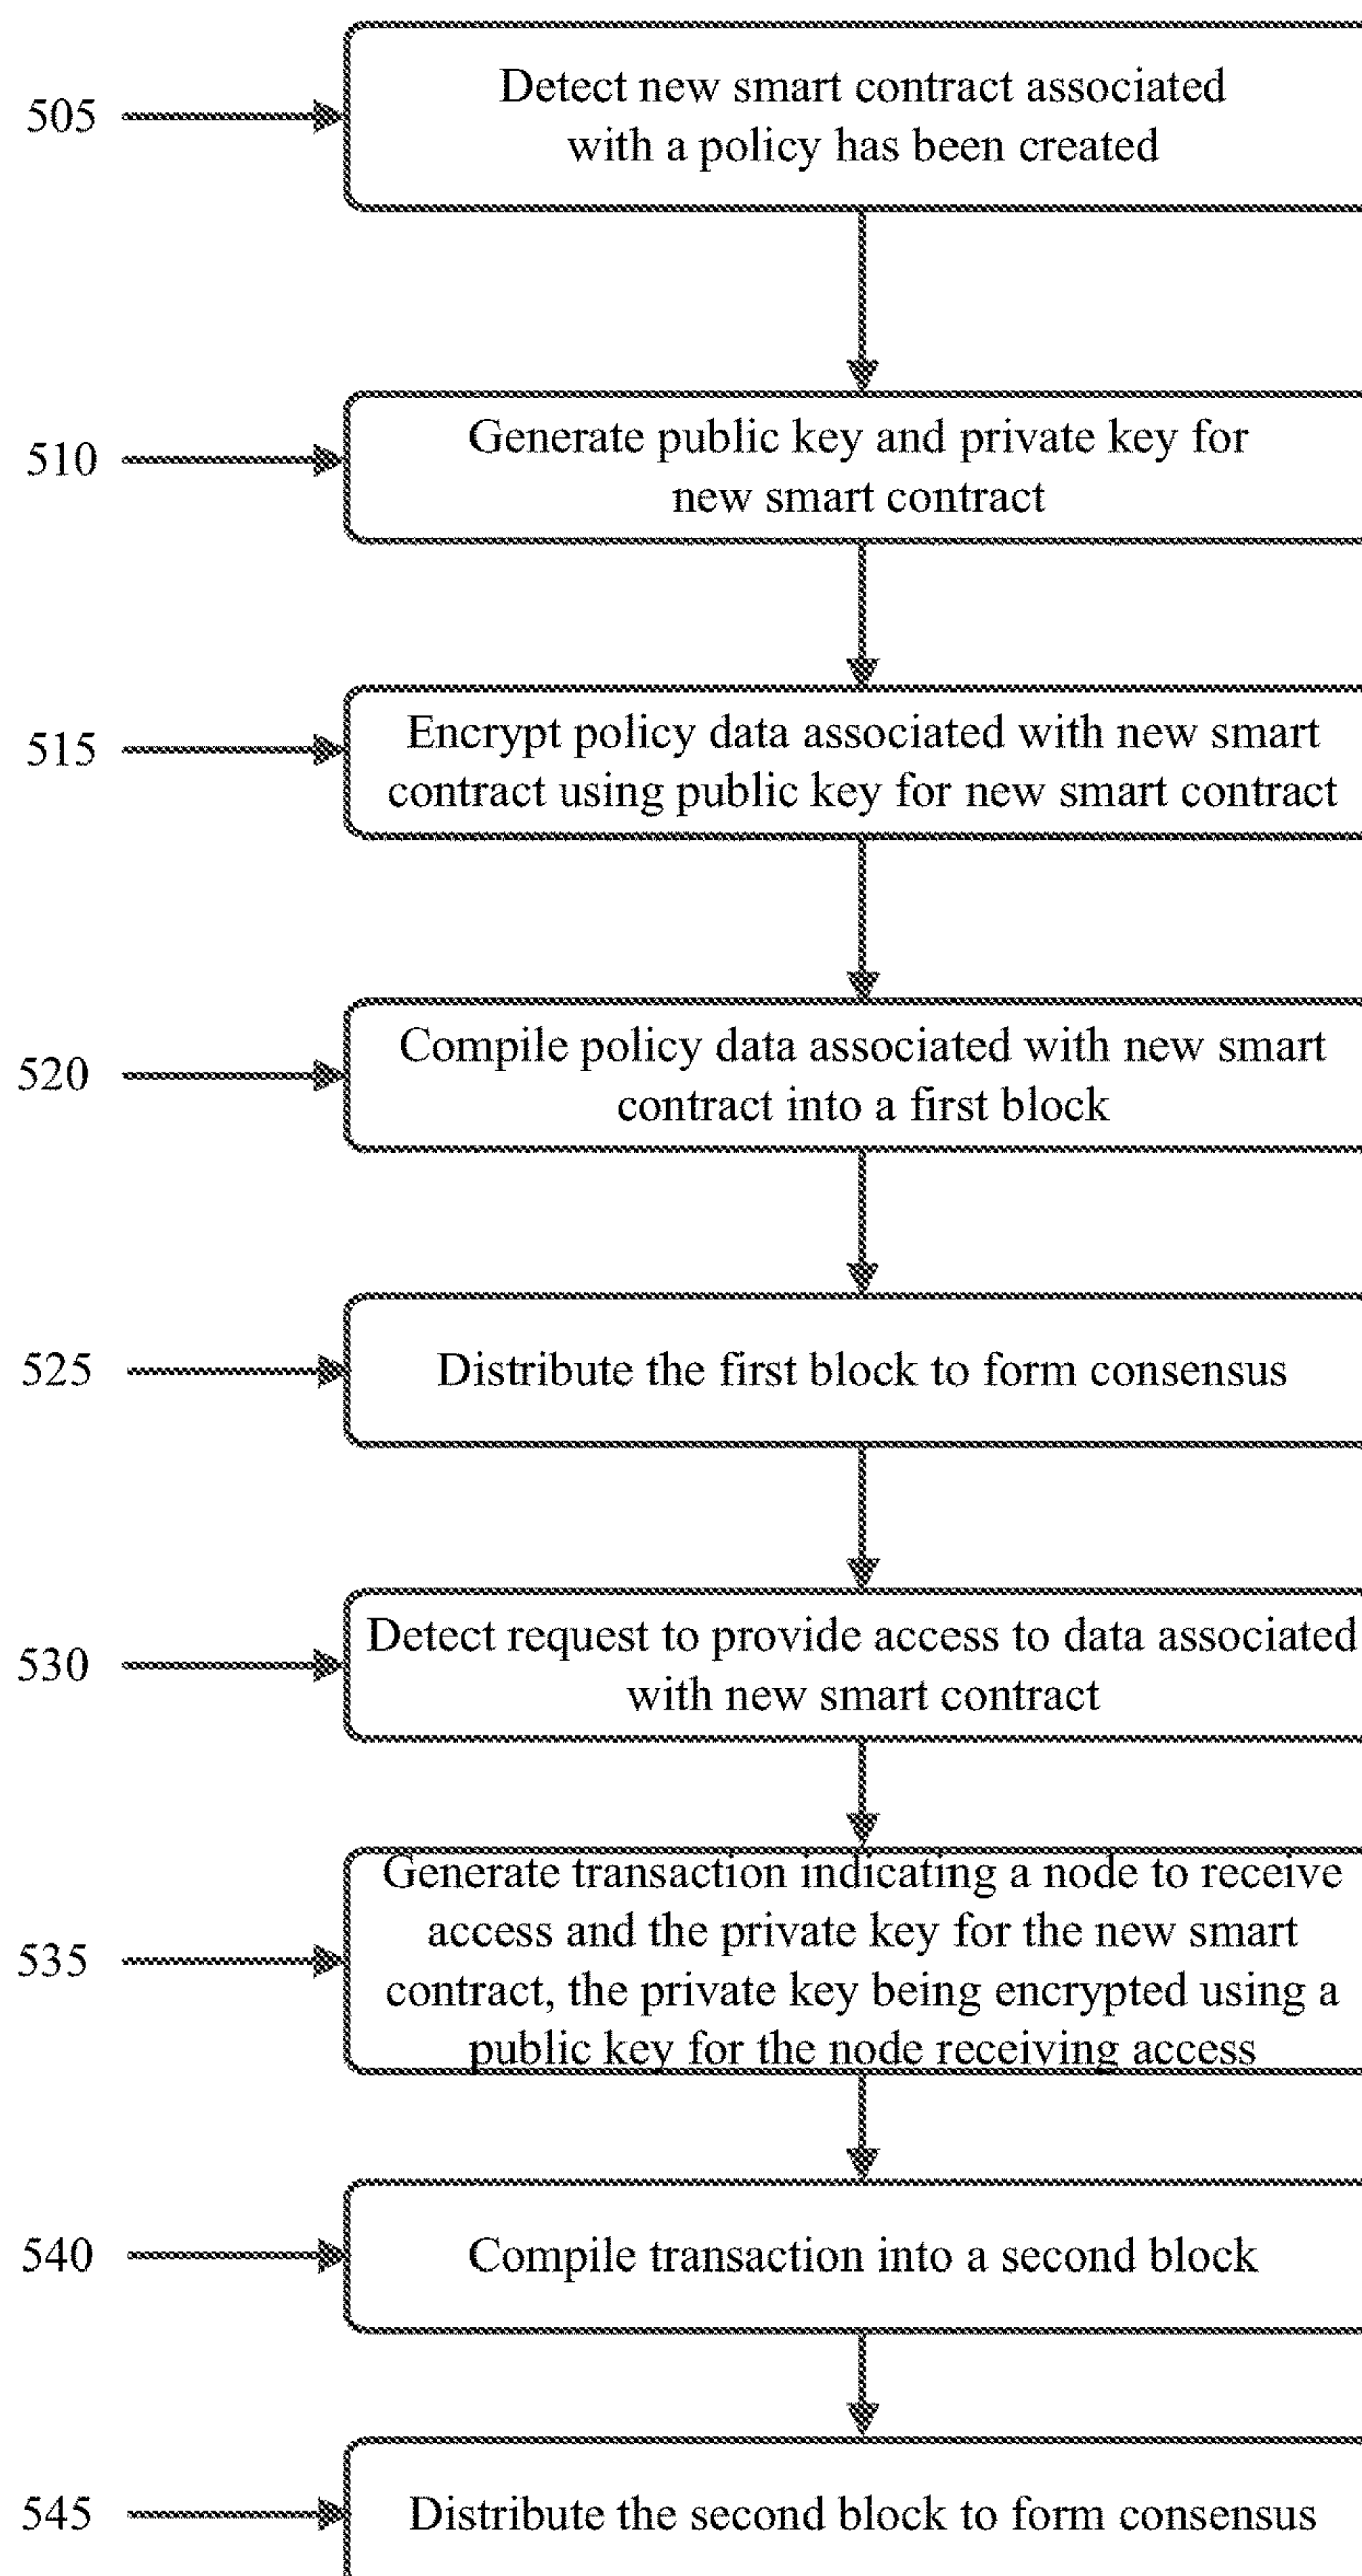 505
Detect new smart contract associated
with a policy has been created
510
Generate public key and private key for
new smart contract
515
Encrypt policy data associated with new smart
contract using public key for new smart contract
520
Compile policy data associated with new smart
contract into a first block
525
Distribute the first block to form consensus
530
Detect request to provide access to data associated
with new smart contract
535
Generate transaction indicating a node to receive
access and the private key for the new smart
contract, the private key being encrypted using a
public key for the node receiving access
540
Compile transaction into a second block
545
Distribute the second block to form consensus